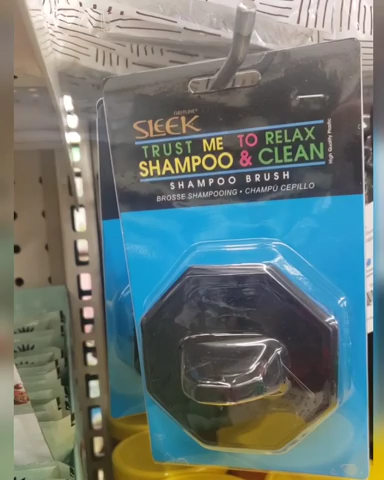 SLEEK
TRUST ME TO RELAX
SHAMPOO & CLEAN
SHAMPOO BRUSH
BROSSE SHAMPOOING • CHAMPÚ CEPILLO
High Quality Plastic